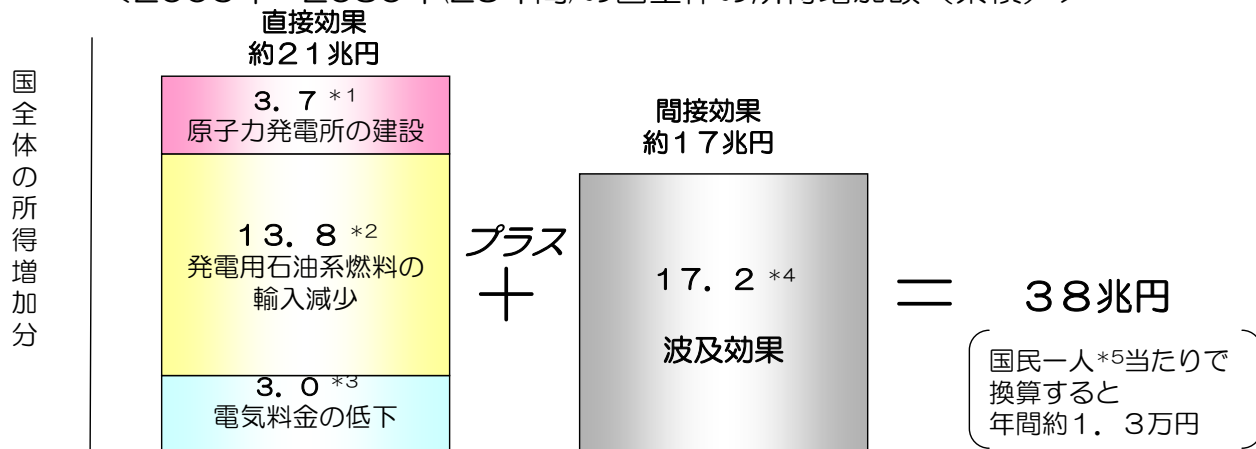 直接効果
約２１兆円
国全体の所得増加分
３．７ *1
原子力発電所の建設
１３．８ *2
発電用石油系燃料の
輸入減少
３．０ *3
電気料金の低下
プラス
＋
間接効果
約１７兆円
１７．２ *4
波及効果
＝
３８兆円
国民一人*5当たりで
換算すると
年間約１．３万円